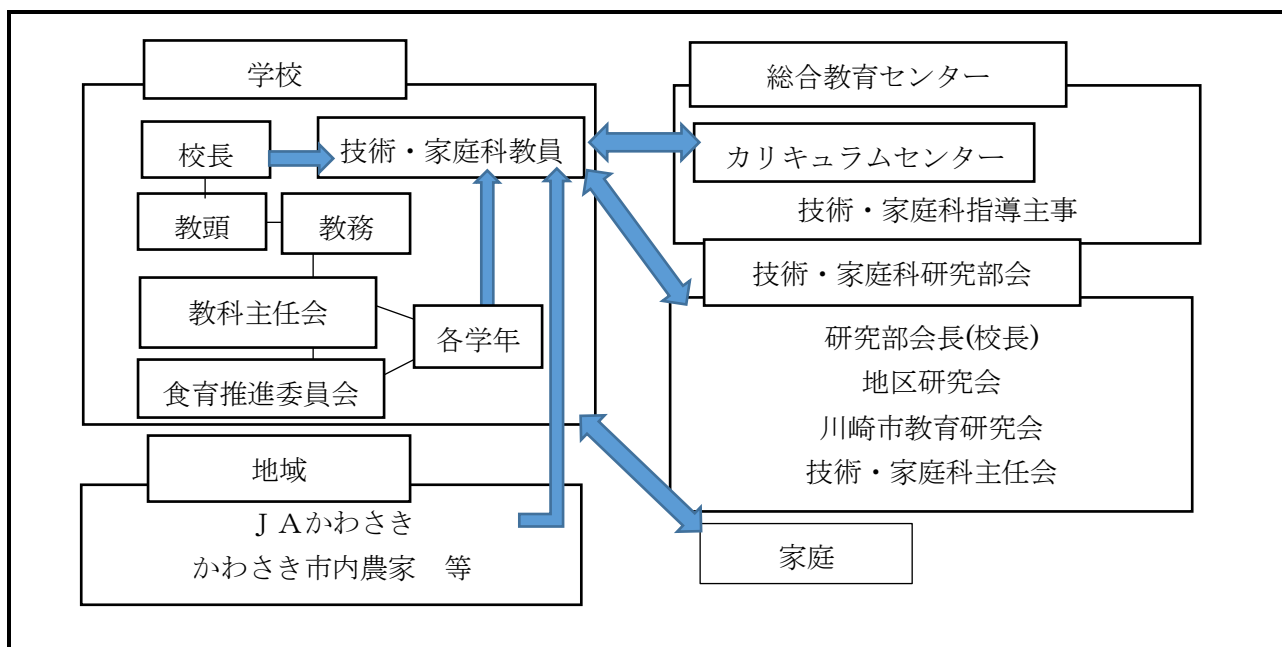 学校
校長
技術・家庭科教員
教頭
教務
教科主任会
各学年
食育推進委員会
地域
ＪＡかわさき
かわさき市内農家　等
総合教育センター
カリキュラムセンター
技術・家庭科指導主事
技術・家庭科研究部会
研究部会長(校長)
地区研究会
川崎市教育研究会
技術・家庭科主任会
家庭